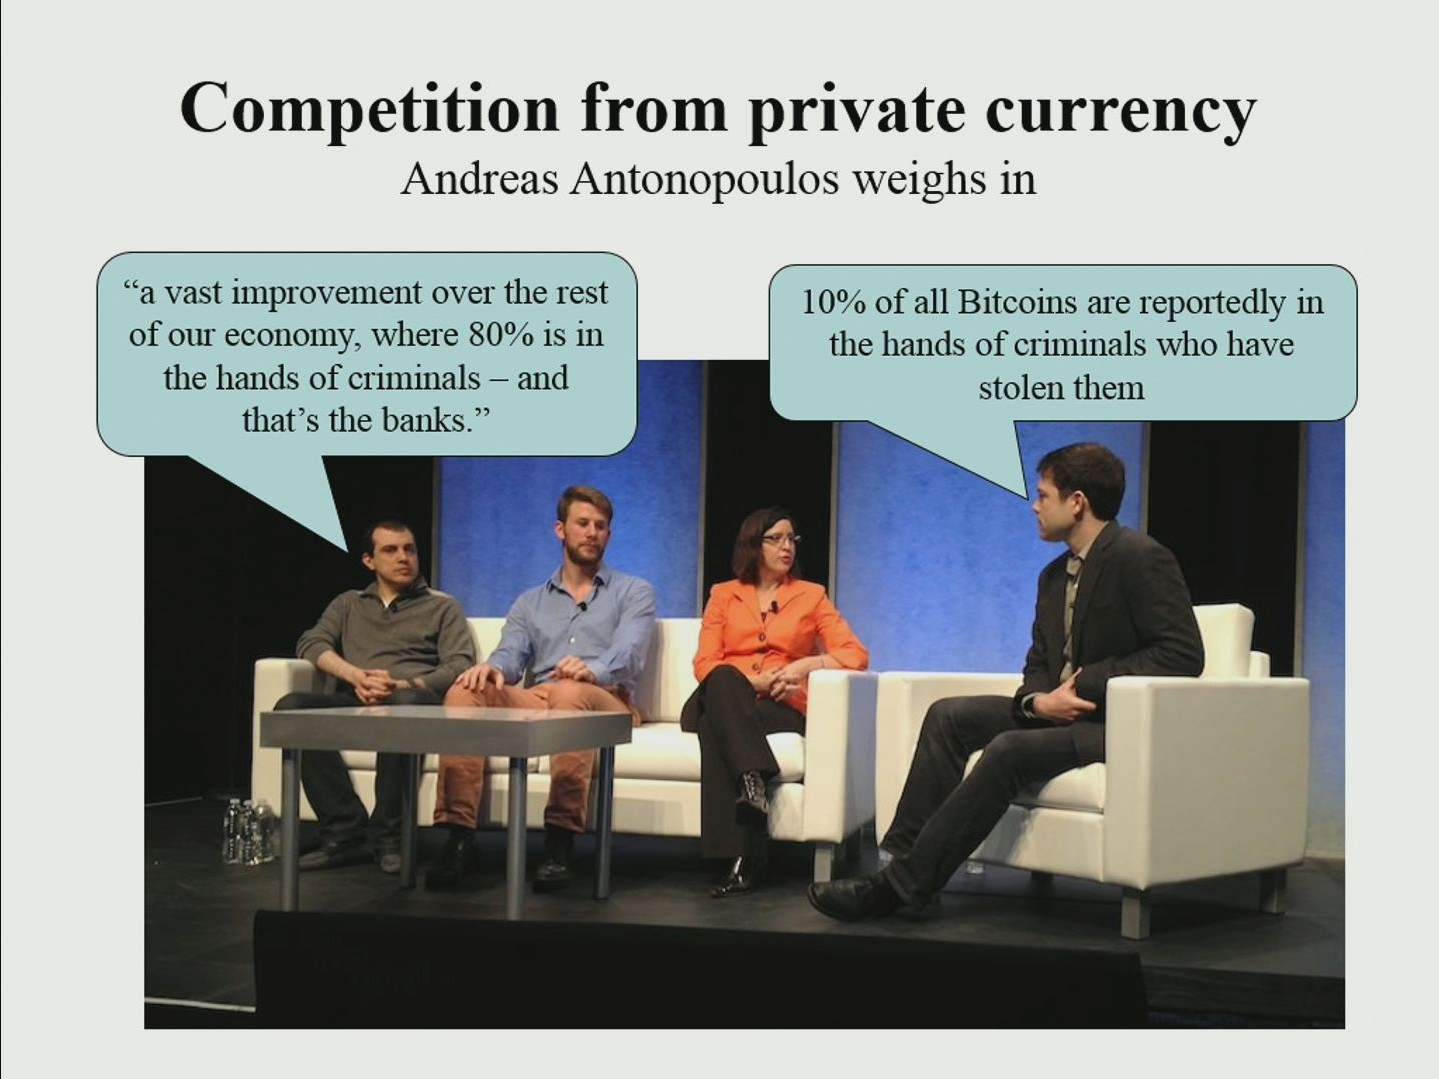 Competition from private currency
Andreas Antonopoulos weighs in
“a vast improvement over the rest
of our economy, where 80% is in
the hands of criminals – and
that’s the banks.”
10% of all Bitcoins are reportedly in
the hands of criminals who have
stolen them